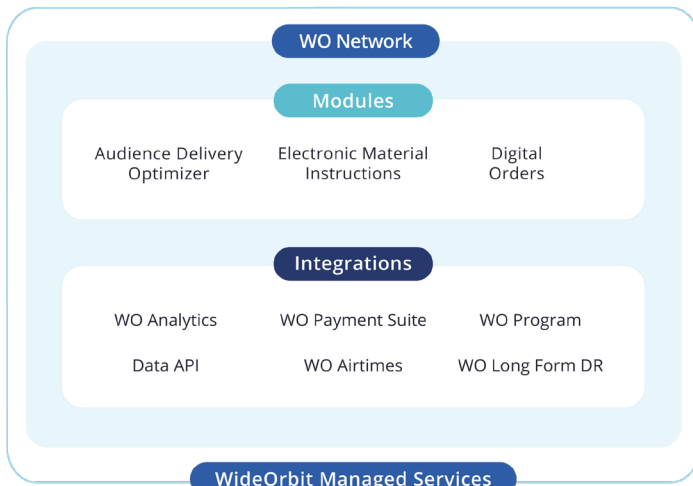 WO Network
Modules
Audience Delivery
Optimizer
Electronic Material
Instructions
Digital
Orders
Integrations
WO Analytics
WO Payment Suite
WO Program
Data API
WO Airtimes
WO Long Form DR
WideOrbit Managed Services